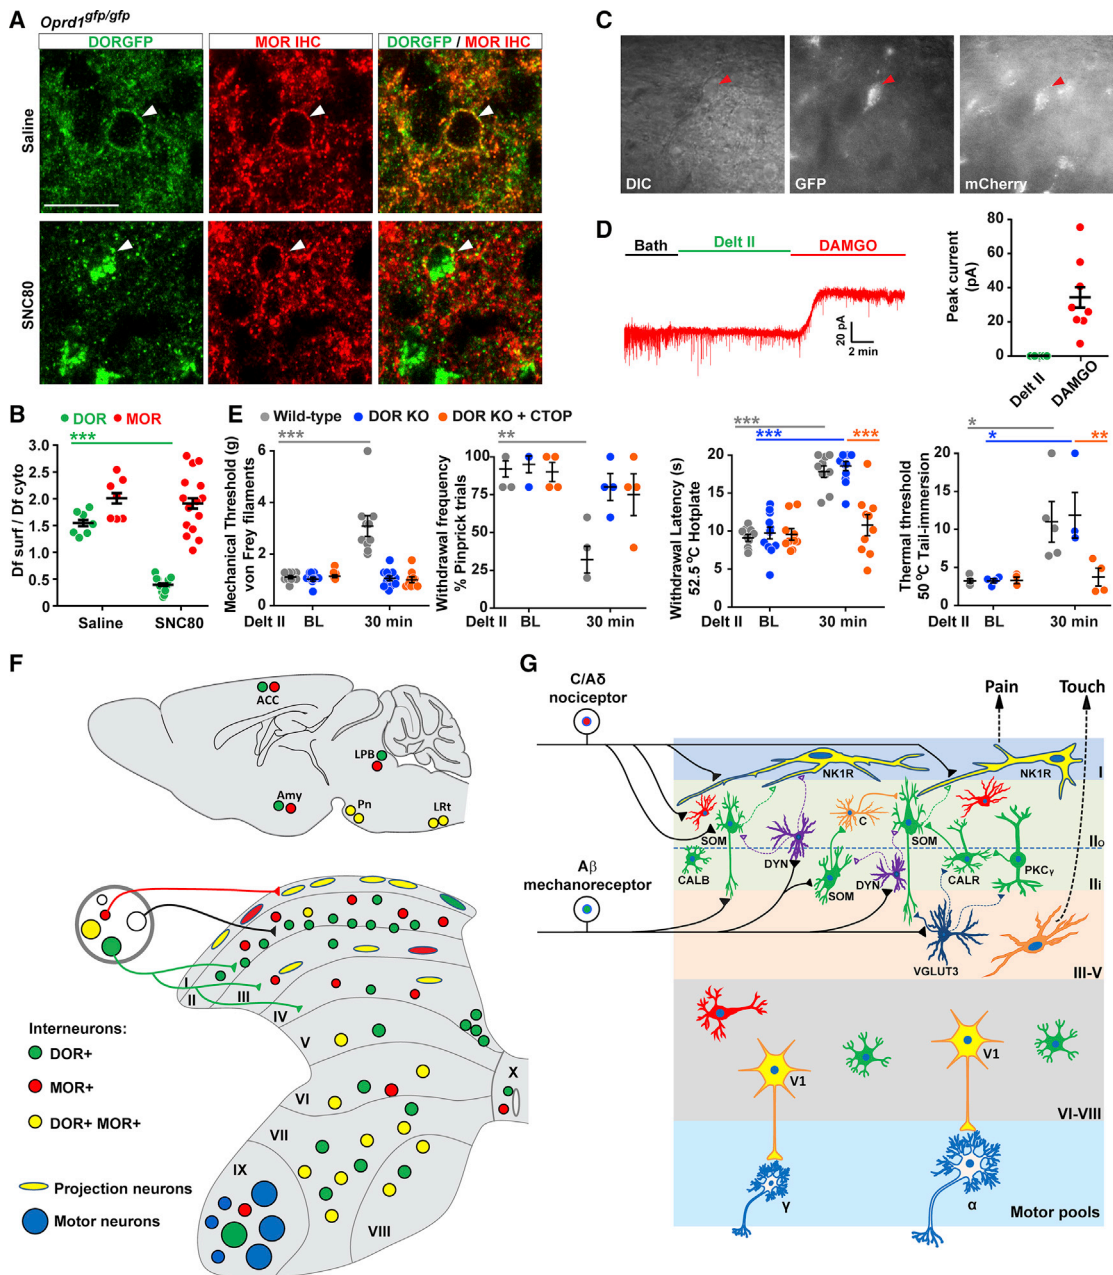 A
Oprd1gfp/gfp
DORGFP
MOR IHC
DORGFP / MOR IHC
Saline
SNC80
B
DOR
MOR
***
Df surf / Df cyto
3.0
2.5
2.0
1.5
1.0
0.5
0
Saline
SNC80
C
DIC
GFP
mCherry
D
Bath
Delt II
DAMGO
20 pA
2 min
Peak current
(pA)
80
60
40
20
0
Delt II
DAMGO
E
Wild-type
DOR KO
DOR KO + CTOP
***
Mechanical Threshold (g)
von Frey filaments
6
4
2
0
Delt II
BL
30 min
**
Withdrawal frequency
% Pinprick trials
100
75
50
25
0
Delt II
BL
30 min
***
***
***
Withdrawal Latency (s)
52.5 °C Hotplate
20
15
10
5
0
Delt II
BL
30 min
*
*
**
Thermal threshold
50 °C Tail-immersion
20
15
10
5
0
Delt II
BL
30 min
F
ACC
LPB
Amy
Pn
LRt
I
II
III
IV
V
VI
VII
VIII
IX
X
Interneurons:
DOR+
MOR+
DOR+ MOR+
Projection neurons
Motor neurons
G
C/Aδ
nociceptor
Pain
Touch
NK1R
NK1R
I
SOM
DYN
C
SOM
IIo
CALB
SOM
DYN
CALR
PKCγ
IIi
Aβ
mechanoreceptor
VGLUT3
III-V
V1
V1
VI-VIII
γ
α
Motor pools